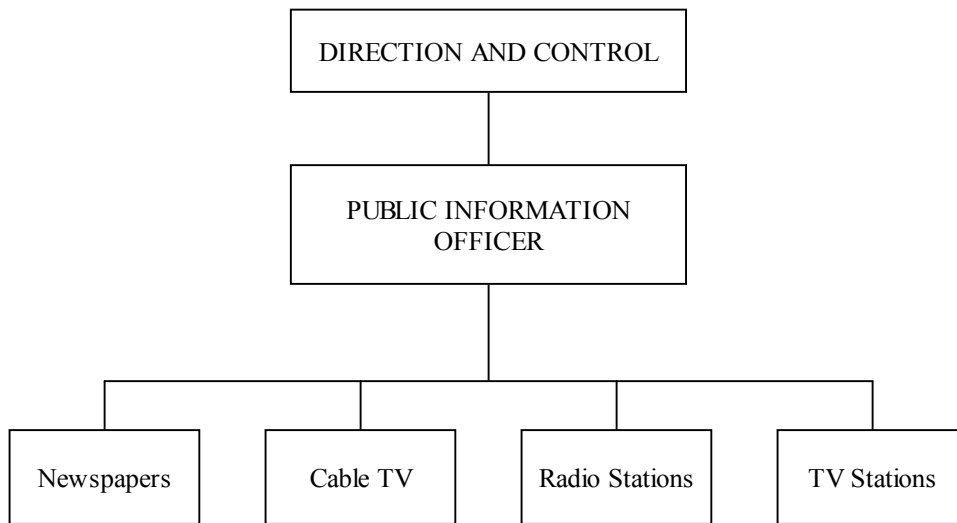 DIRECTION AND CONTROL
PUBLIC INFORMATION
OFFICER
Newspapers
Cable TV
Radio Stations
TV Stations